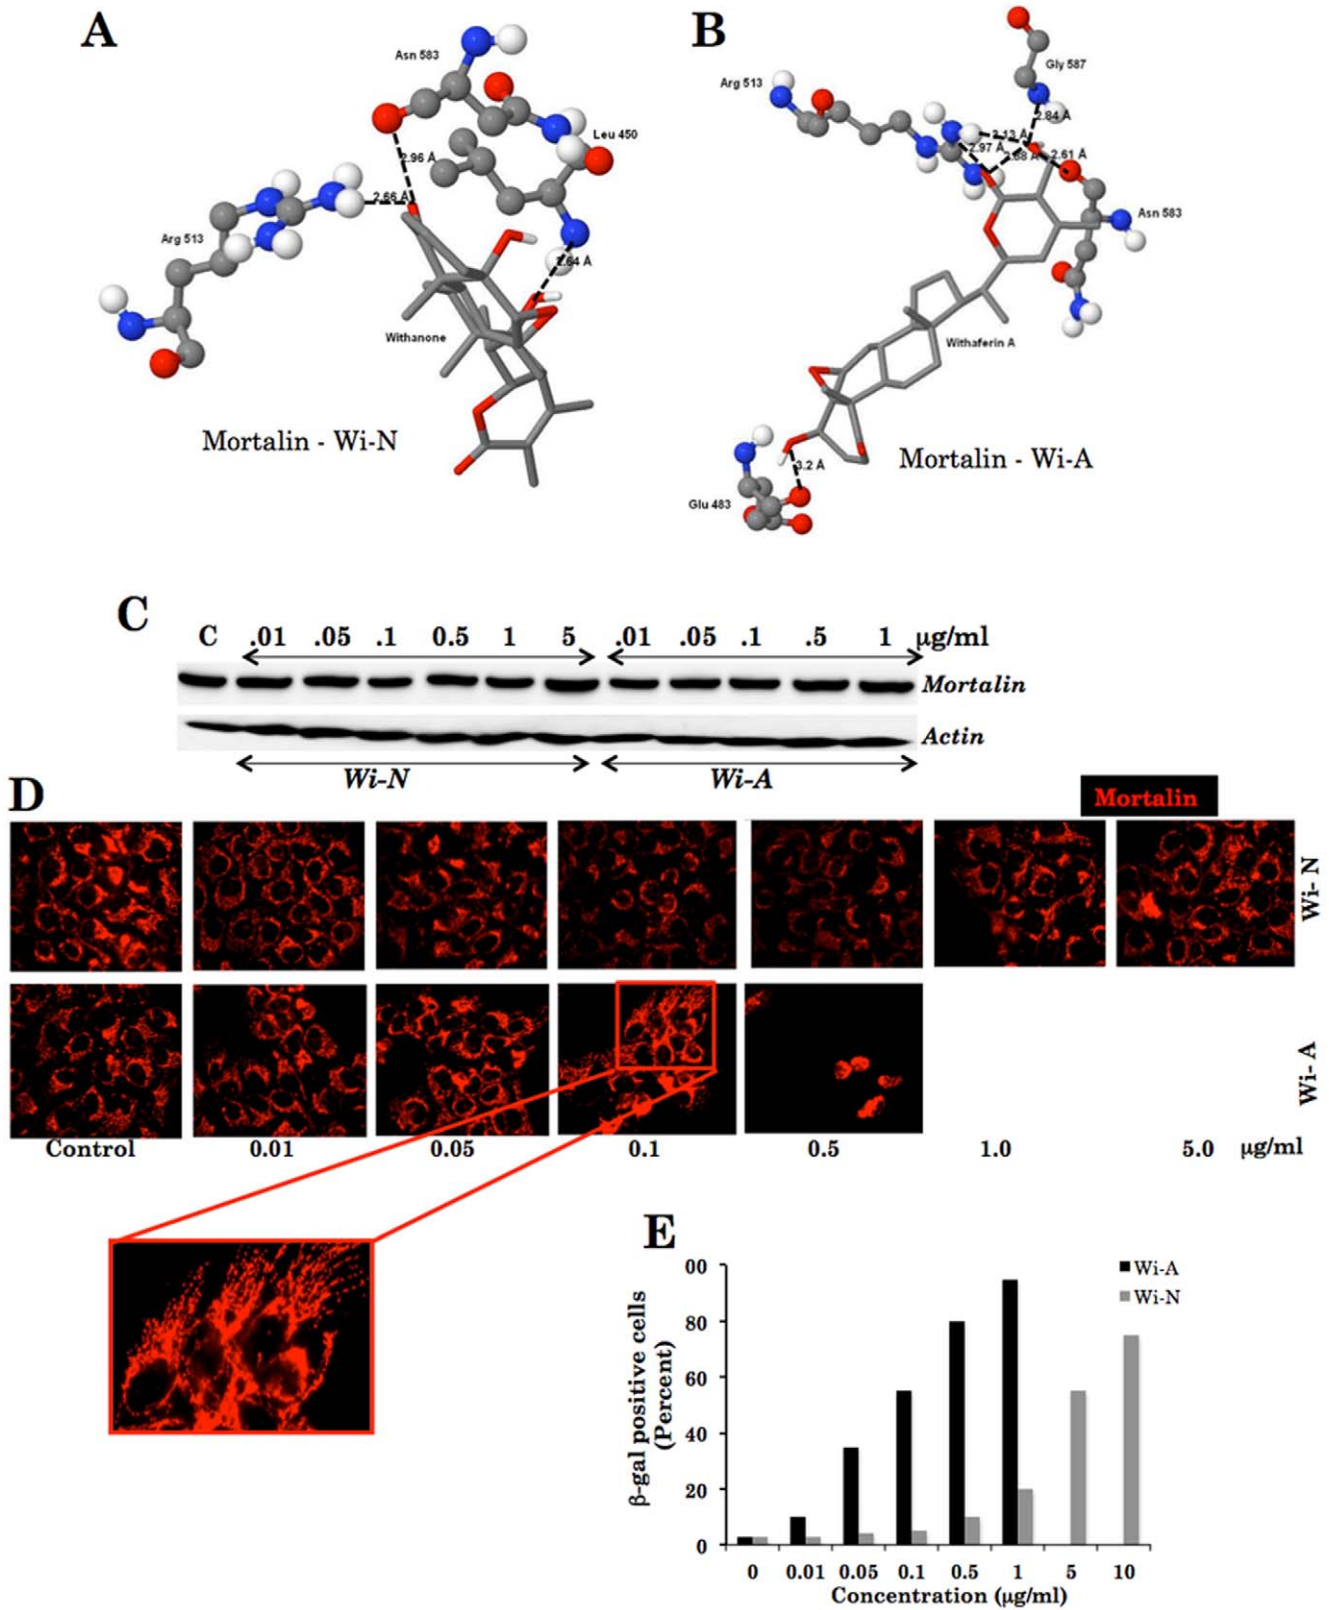 A
Asn 583
Leu 450
2.96 Å
2.66 Å
Arg 513
2.64 Å
Withanone
Mortalin - Wi-N
B
Gly 587
Arg 513
2.84 Å
3.13 Å
2.97 Å
2.61 Å
Asn 583
Withaferin A
3.2 Å
Glu 483
Mortalin - Wi-A
C
C .01 .05 .1 0.5 1 5 .01 .05 .1 .5 1 µg/ml
Mortalin
Actin
Wi-N Wi-A
D
Mortalin
Wi- N
Wi- A
Control 0.01 0.05 0.1 0.5 1.0 5.0 µg/ml
E
Wi-A
Wi-N
β-gal positive cells
(Percent)
00
80
60
40
20
0
0 0.01 0.05 0.1 0.5 1 5 10
Concentration (µg/ml)